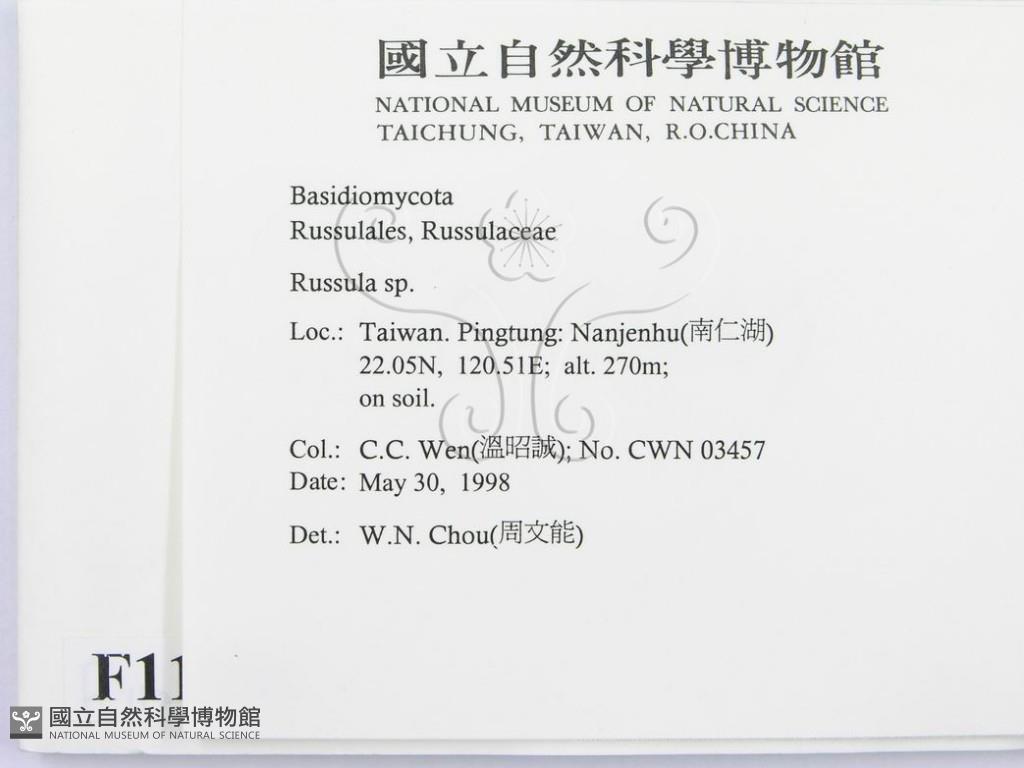 國立自然科學博物館
NATIONAL MUSEUM OF NATURAL SCIENCE
TAICHUNG, TAIWAN, R.O.CHINA
Basidiomycota
Russulales, Russulaceae
Russula sp.
Loc.: Taiwan. Pingtung: Nanjenhu(南仁湖)
22.05N, 120.51E; alt. 270m;
on soil.
Col.: C.C. Wen(溫昭誠); No. CWN 03457
Date: May 30, 1998
Det.: W.N. Chou(周文能)
F11
國立自然科學博物館
NATIONAL MUSEUM OF NATURAL SCIENCE